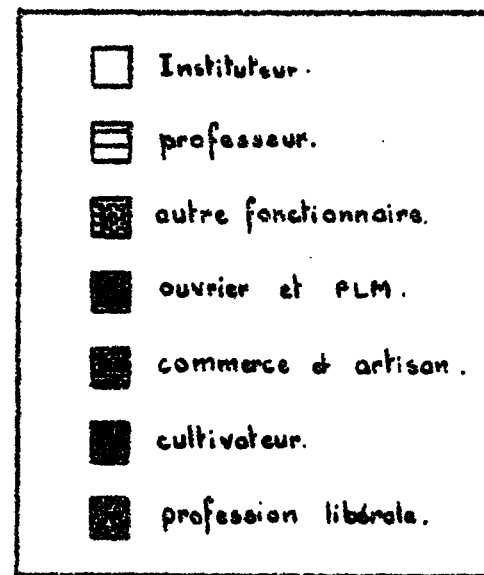 Instituteur.
professeur.
autre fonctionnaire.
ouvrier et PLM.
commerce et artisan.
cultivateur.
profession libérale.